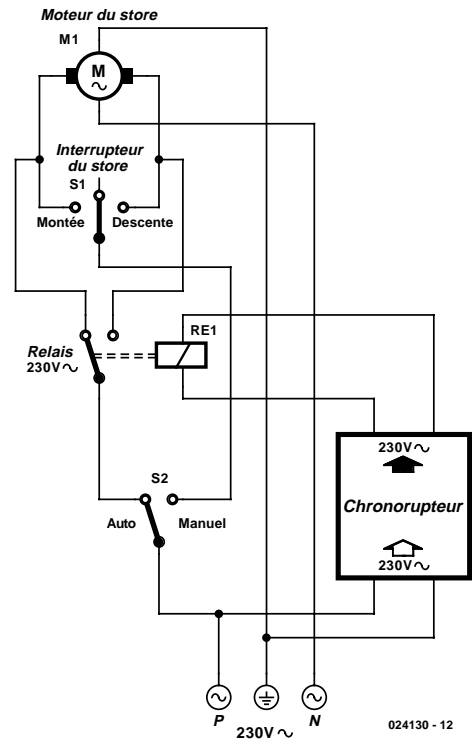 Moteur du store
M1
M
∼
Interrupteur
du store
S1
Montée
Descente
RE1
Relais
230V∼
230V∼
Chronorupteur
230V∼
S2
Auto
Manuel
P
N
230V∼
024130 - 12